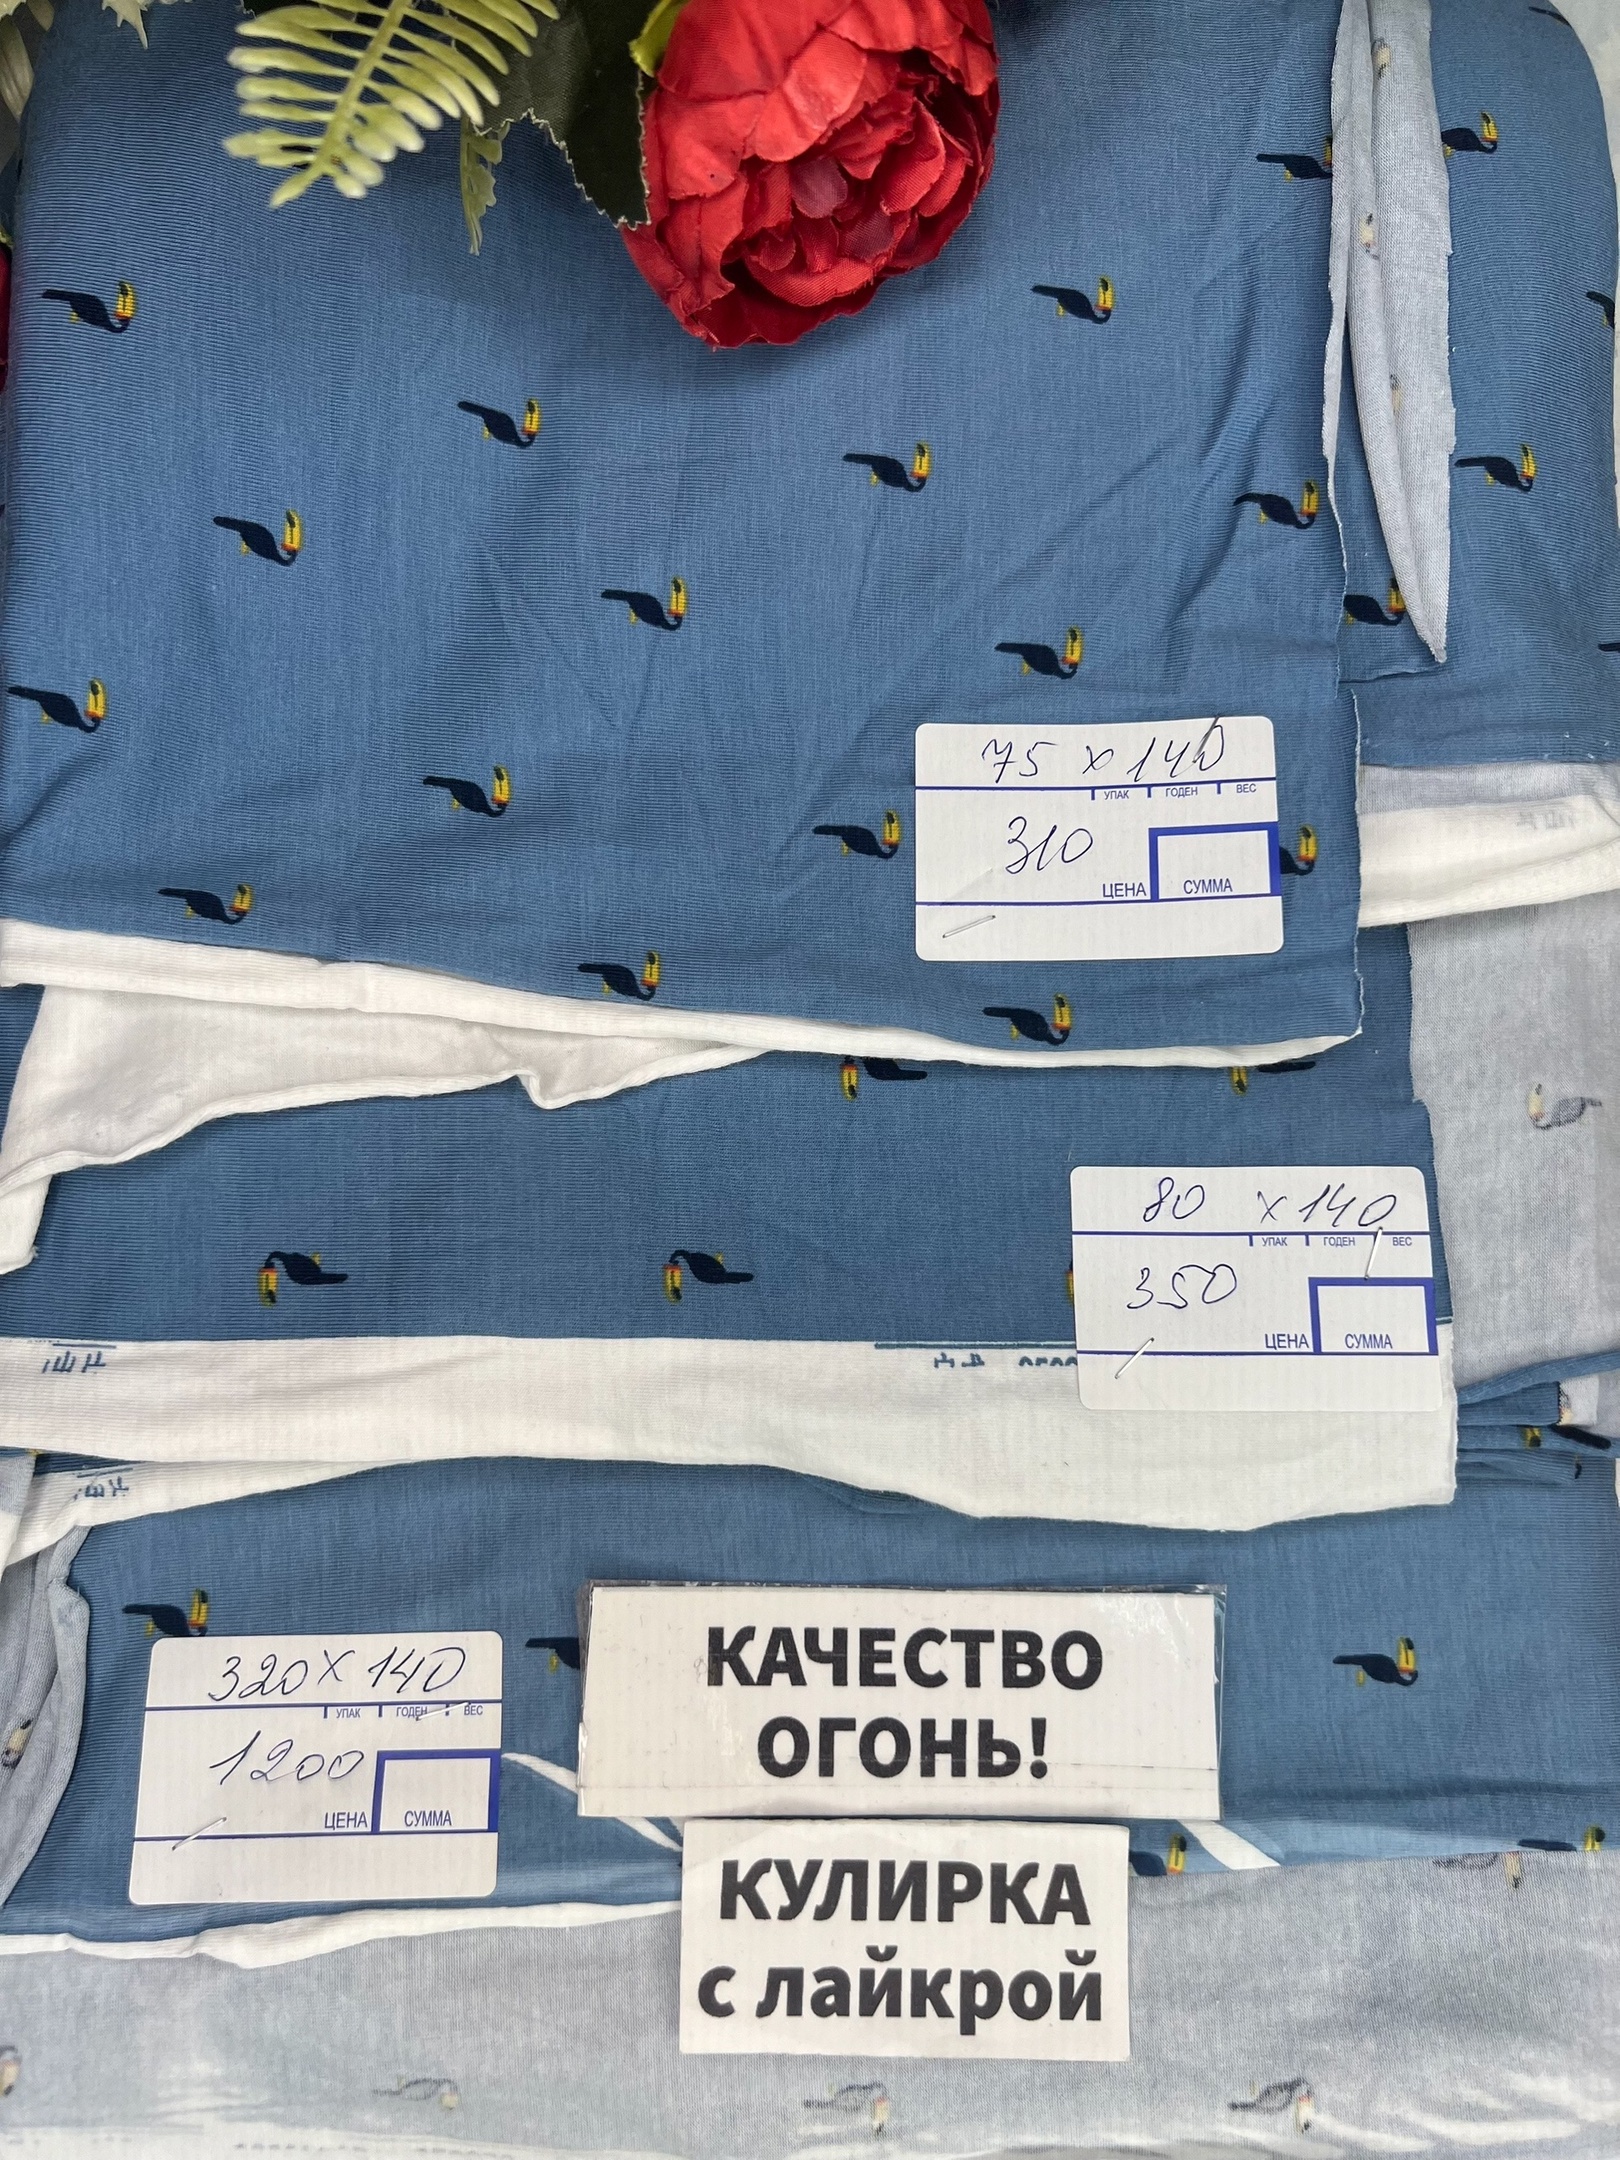 75 х 140
УПАК ГОДЕН ВЕС
310
ЦЕНА СУММА
80 х 140
УПАК ГОДЕН ВЕС
350
ЦЕНА СУММА
320 х 140
УПАК ГОДЕН ВЕС
1200
ЦЕНА СУММА
КАЧЕСТВО
ОГОНЬ!
КУЛИРКА
с лайкрой